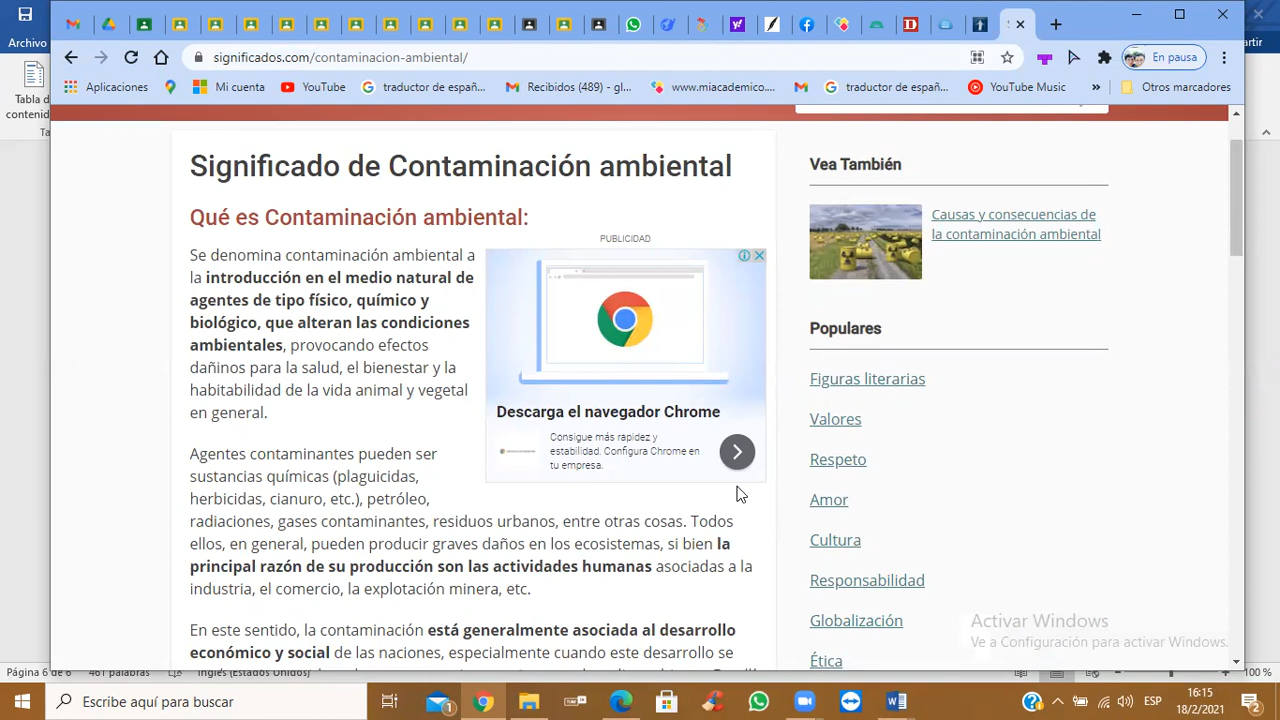 Archivo
rtir
S
significados.com/contaminacion-ambiental/
En pausa
Aplicaciones
Mi cuenta
YouTube
traductor de españ...
Recibidos (489) - gl...
www.miacademico....
traductor de españ...
YouTube Music
»
Otros marcadores
Tabla d
contenid
Ta
Significado de Contaminación ambiental
Qué es Contaminación ambiental:
PUBLICIDAD
Se denomina contaminación ambiental a
la introducción en el medio natural de
agentes de tipo físico, químico y
biológico, que alteran las condiciones
ambientales, provocando efectos
dañinos para la salud, el bienestar y la
habitabilidad de la vida animal y vegetal
en general.
Descarga el navegador Chrome
Consigue más rapidez y
estabilidad. Configura Chrome en
tu empresa.
Agentes contaminantes pueden ser
sustancias químicas (plaguicidas,
herbicidas, cianuro, etc.), petróleo,
radiaciones, gases contaminantes, residuos urbanos, entre otras cosas. Todos
ellos, en general, pueden producir graves daños en los ecosistemas, si bien la
principal razón de su producción son las actividades humanas asociadas a la
industria, el comercio, la explotación minera, etc.
En este sentido, la contaminación está generalmente asociada al desarrollo
económico y social de las naciones, especialmente cuando este desarrollo se
Vea También
Causas y consecuencias de
la contaminación ambiental
Populares
Figuras literarias
Valores
Respeto
Amor
Cultura
Responsabilidad
Globalización
Ética
Activar Windows
Ve a Configuración para activar Windows.
Página 6 de 6
461 palabras
Inglés (Estados Unidos)
100 %
Escribe aquí para buscar
1
ESP
16:15
18/2/2021
2